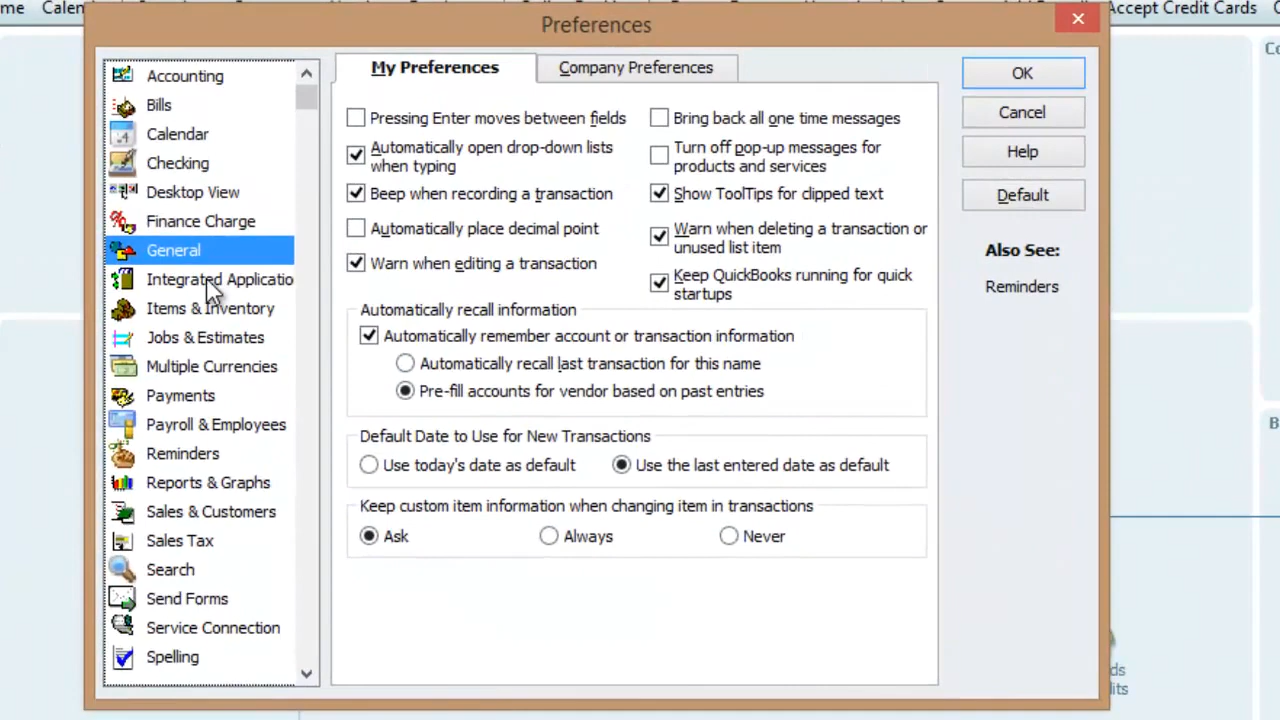 Accept Credit Cards
Preferences
Accounting
Bills
Calendar
Checking
Desktop View
Finance Charge
General
Integrated Applicatio
Items & Inventory
Jobs & Estimates
Multiple Currencies
Payments
Payroll & Employees
Reminders
Reports & Graphs
Sales & Customers
Sales Tax
Search
Send Forms
Service Connection
Spelling
My Preferences
Company Preferences
Pressing Enter moves between fields
Automatically open drop-down lists
when typing
Beep when recording a transaction
Automatically place decimal point
Warn when editing a transaction
Bring back all one time messages
Turn off pop-up messages for
products and services
Show ToolTips for clipped text
Warn when deleting a transaction or
unused list item
Keep QuickBooks running for quick
startups
Automatically recall information
Automatically remember account or transaction information
Automatically recall last transaction for this name
Pre-fill accounts for vendor based on past entries
Default Date to Use for New Transactions
Use today's date as default
Use the last entered date as default
Keep custom item information when changing item in transactions
Ask
Always
Never
OK
Cancel
Help
Default
Also See:
Reminders